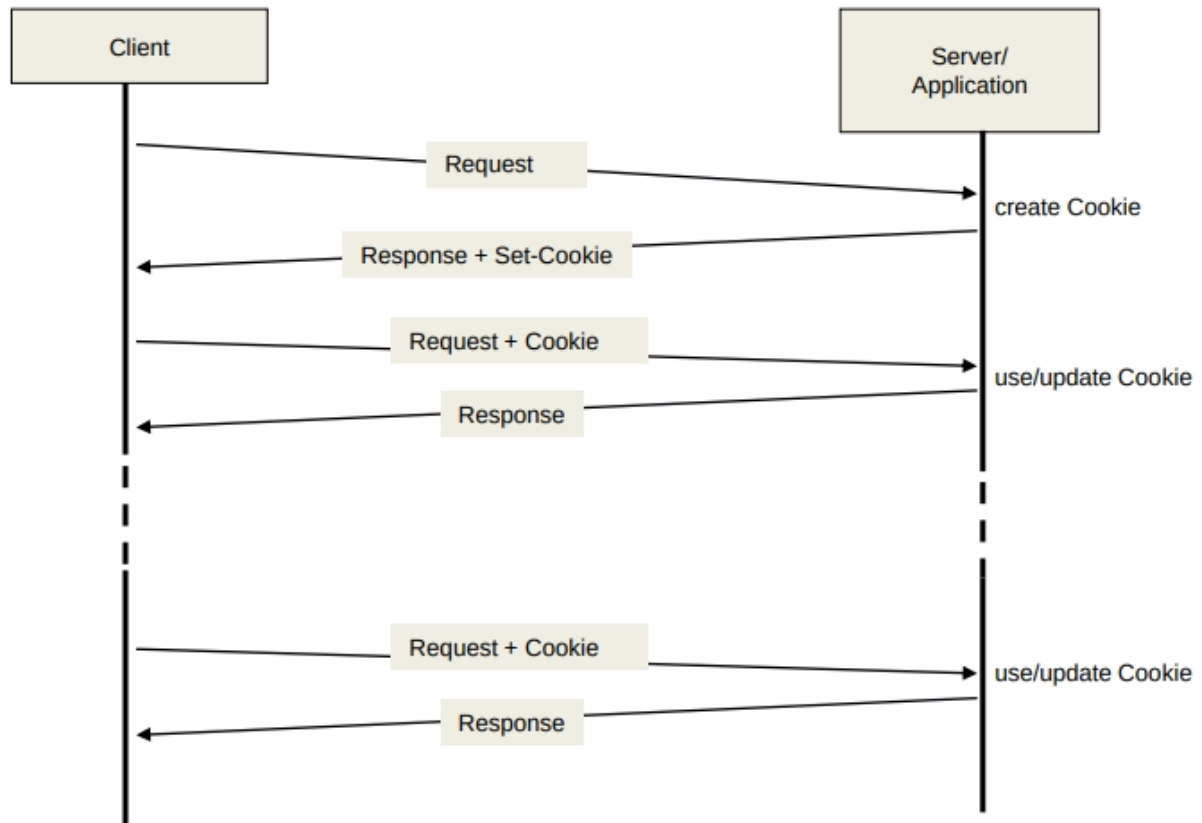 Client
Server/
Application
Request
create Cookie
Response + Set-Cookie
Request + Cookie
use/update Cookie
Response
Request + Cookie
use/update Cookie
Response